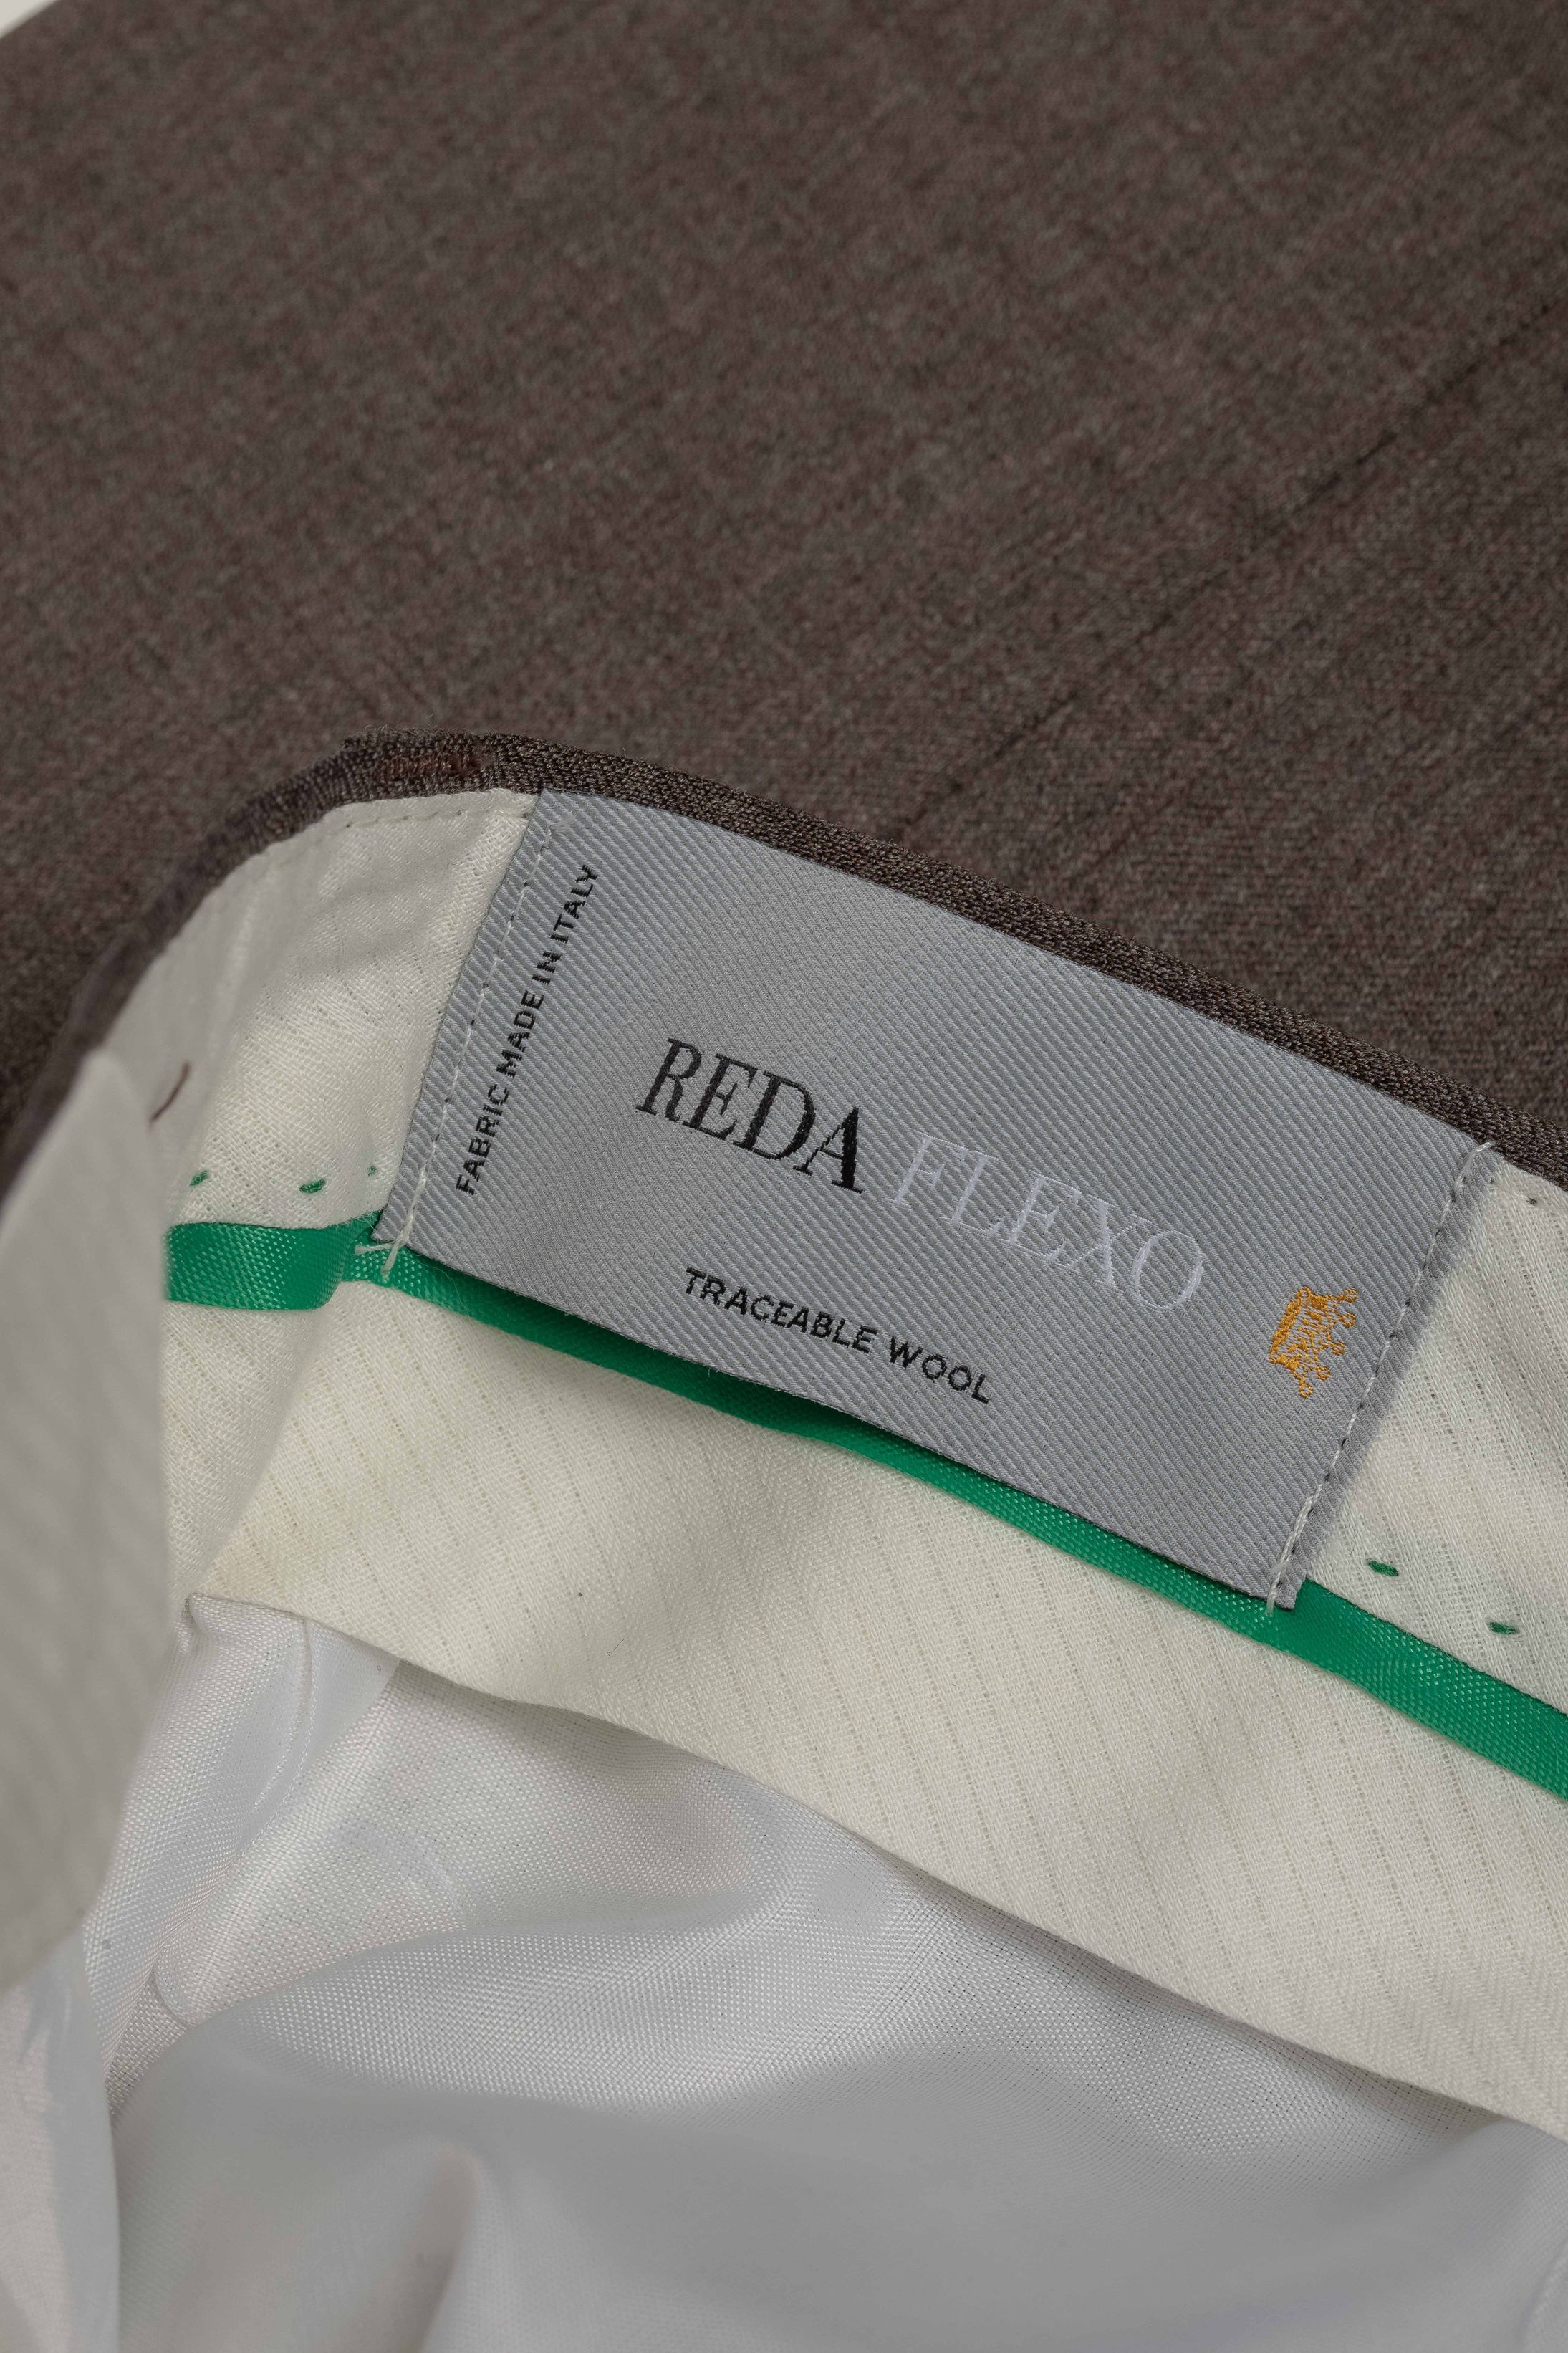 FABRIC MADE IN ITALY
REDA FLEXO
TRACEABLE WOOL